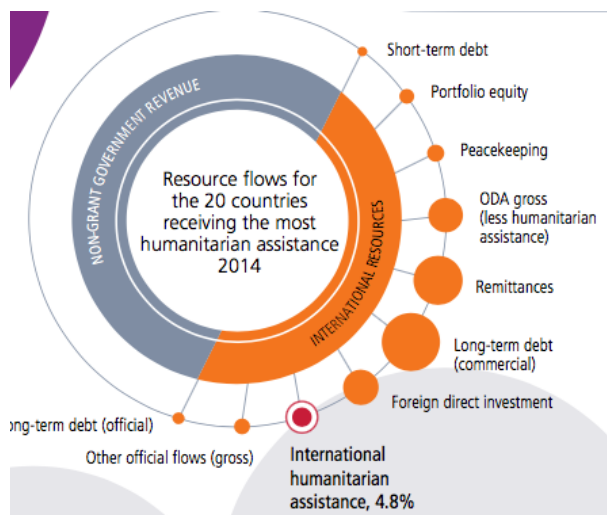 Short-term debt
Portfolio equity
Peacekeeping
ODA gross
(less humanitarian
assistance)
Remittances
Long-term debt
(commercial)
Foreign direct investment
International
humanitarian
assistance, 4.8%
Other official flows (gross)
ong-term debt (official)
NON-GRANT GOVERNMENT REVENUE
INTERNATIONAL RESOURCES
Resource flows for
the 20 countries
receiving the most
humanitarian assistance
2014